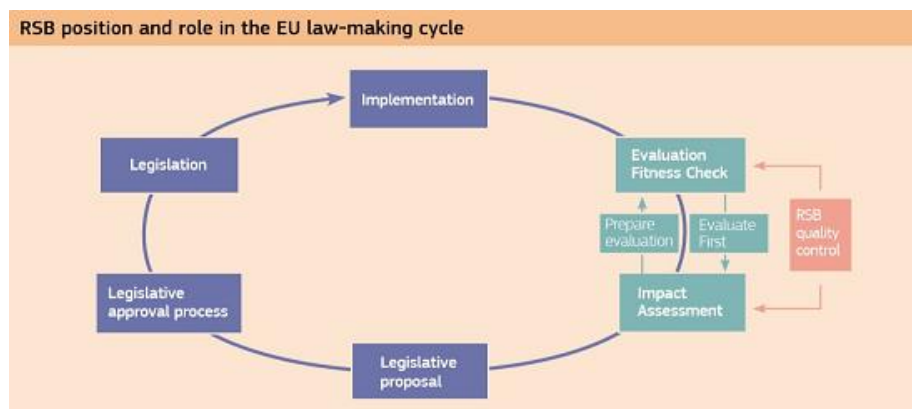 RSB position and role in the EU law-making cycle
Implementation
Legislation
Evaluation
Fitness Check
Prepare
evaluation
Evaluate
First
RSB
quality
control
Legislative
approval process
Impact
Assessment
Legislative
proposal